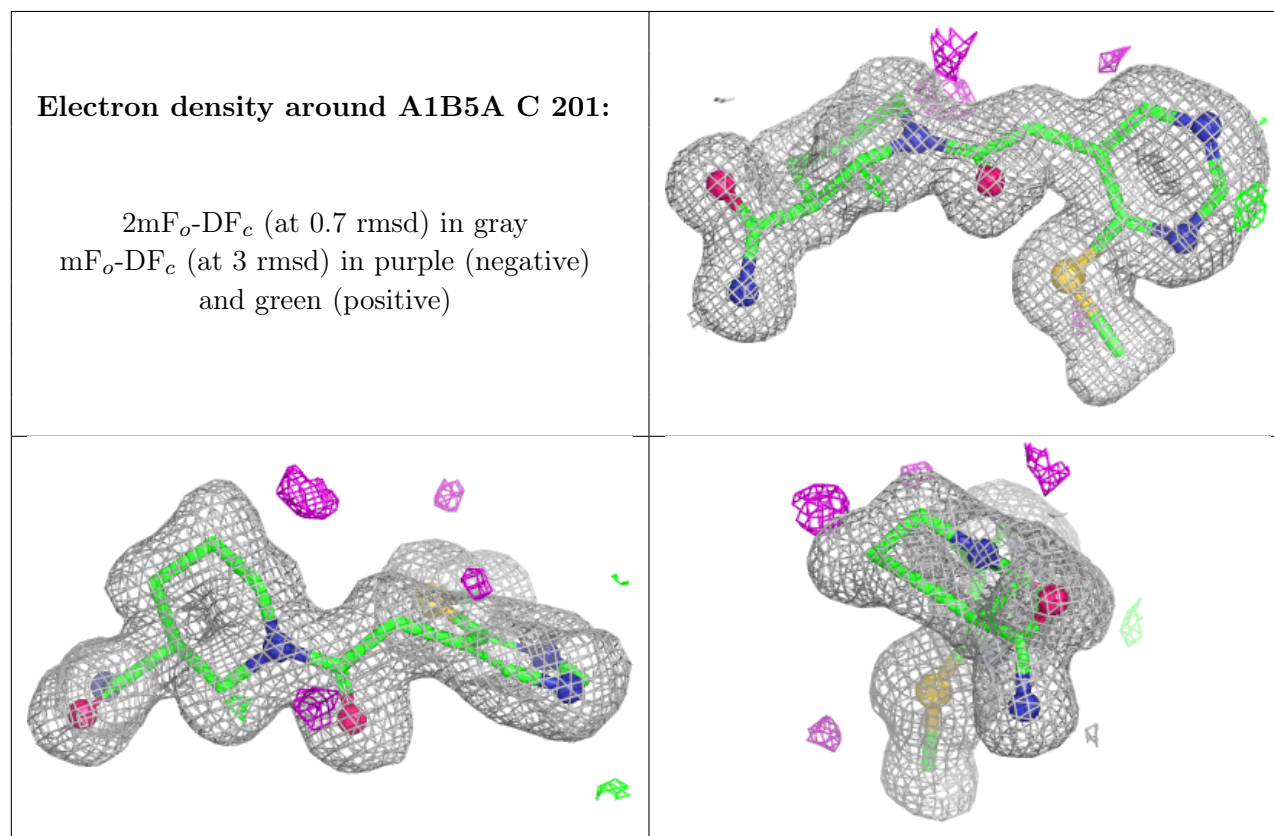 Electron density around A1B5A C 201:
2mFₒ-DF𝒸 (at 0.7 rmsd) in gray
mFₒ-DF𝒸 (at 3 rmsd) in purple (negative)
and green (positive)